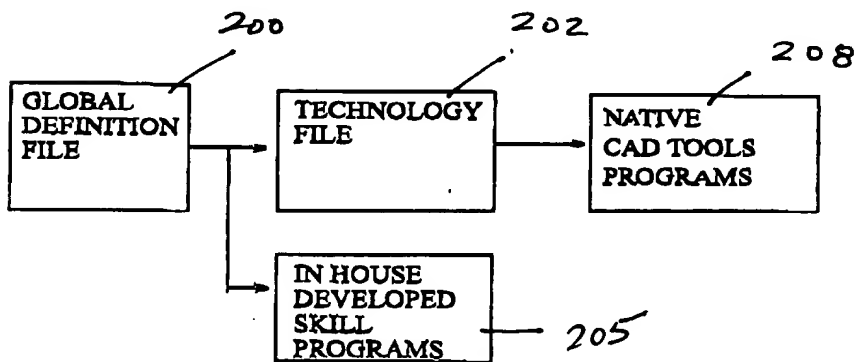 200
202
208
GLOBAL
DEFINITION
FILE
TECHNOLOGY
FILE
NATIVE
CAD TOOLS
PROGRAMS
IN HOUSE
DEVELOPED
SKILL
PROGRAMS
205